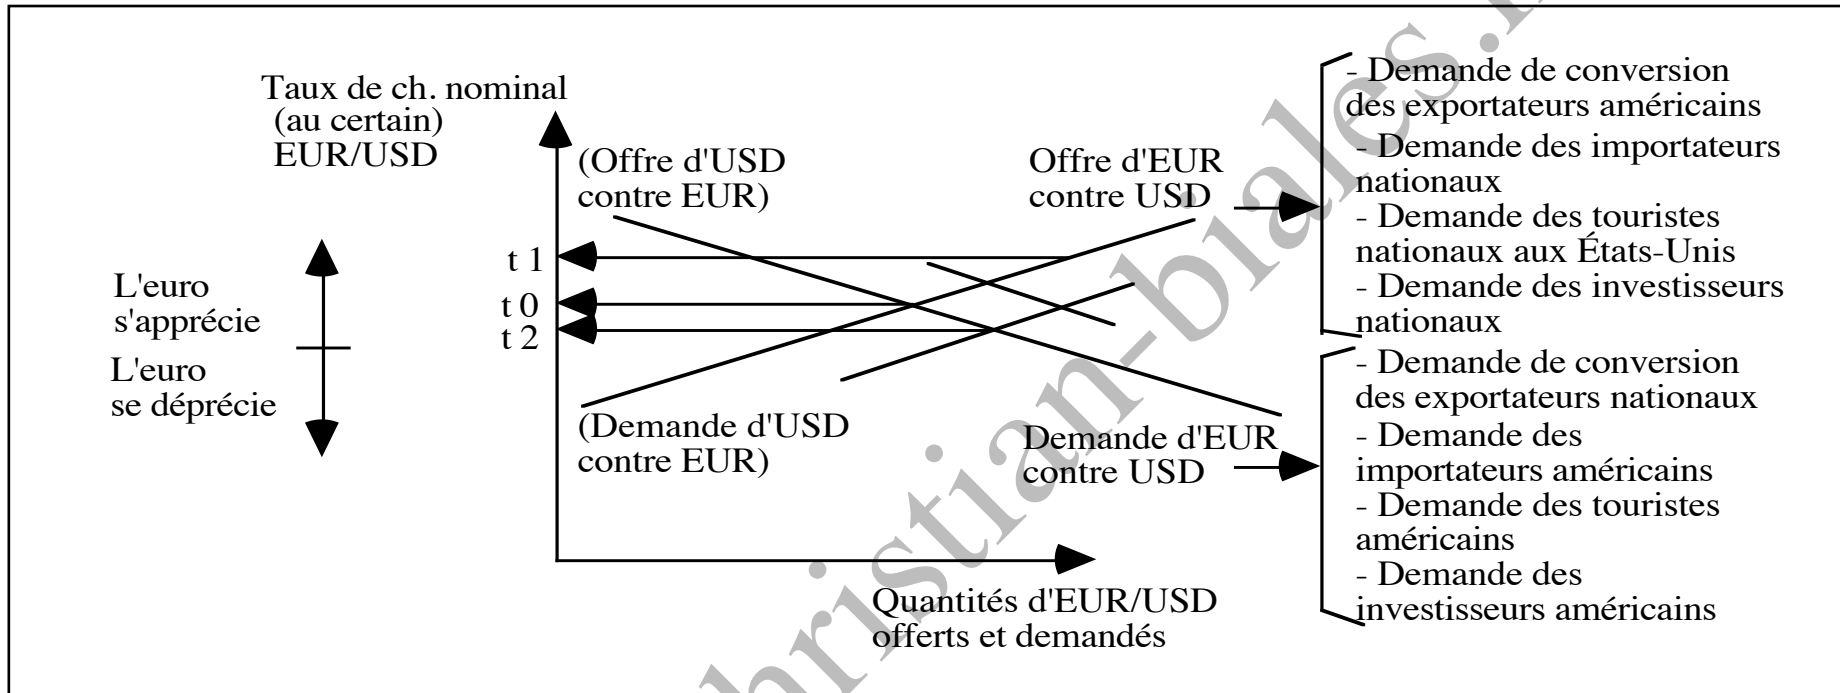 Taux de ch. nominal
(au certain)
EUR/USD
(Offre d'USD
contre EUR)
Offre d'EUR
contre USD
- Demande de conversion
des exportateurs américains
- Demande des importateurs
nationaux
- Demande des touristes
nationaux aux États-Unis
- Demande des investisseurs
nationaux
t 1
t 0
t 2
L'euro
s'apprécie
L'euro
se déprécie
(Demande d'USD
contre EUR)
Demande d'EUR
contre USD
- Demande de conversion
des exportateurs nationaux
- Demande des
importateurs américains
- Demande des touristes
américains
- Demande des
investisseurs américains
Quantités d'EUR/USD
offerts et demandés
hristian-biales.